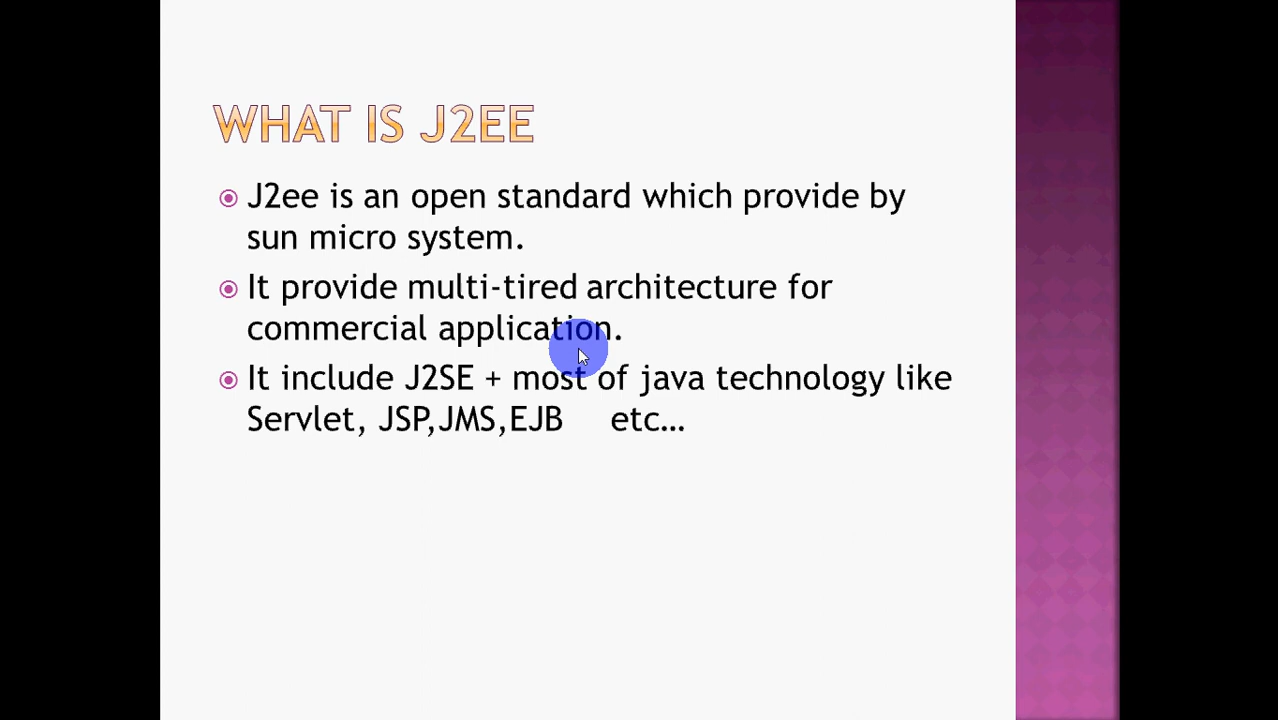 WHAT IS J2EE
J2ee is an open standard which provide by
sun micro system.
It provide multi-tired architecture for
commercial application.
It include J2SE + most of java technology like
Servlet, JSP,JMS,EJB etc…